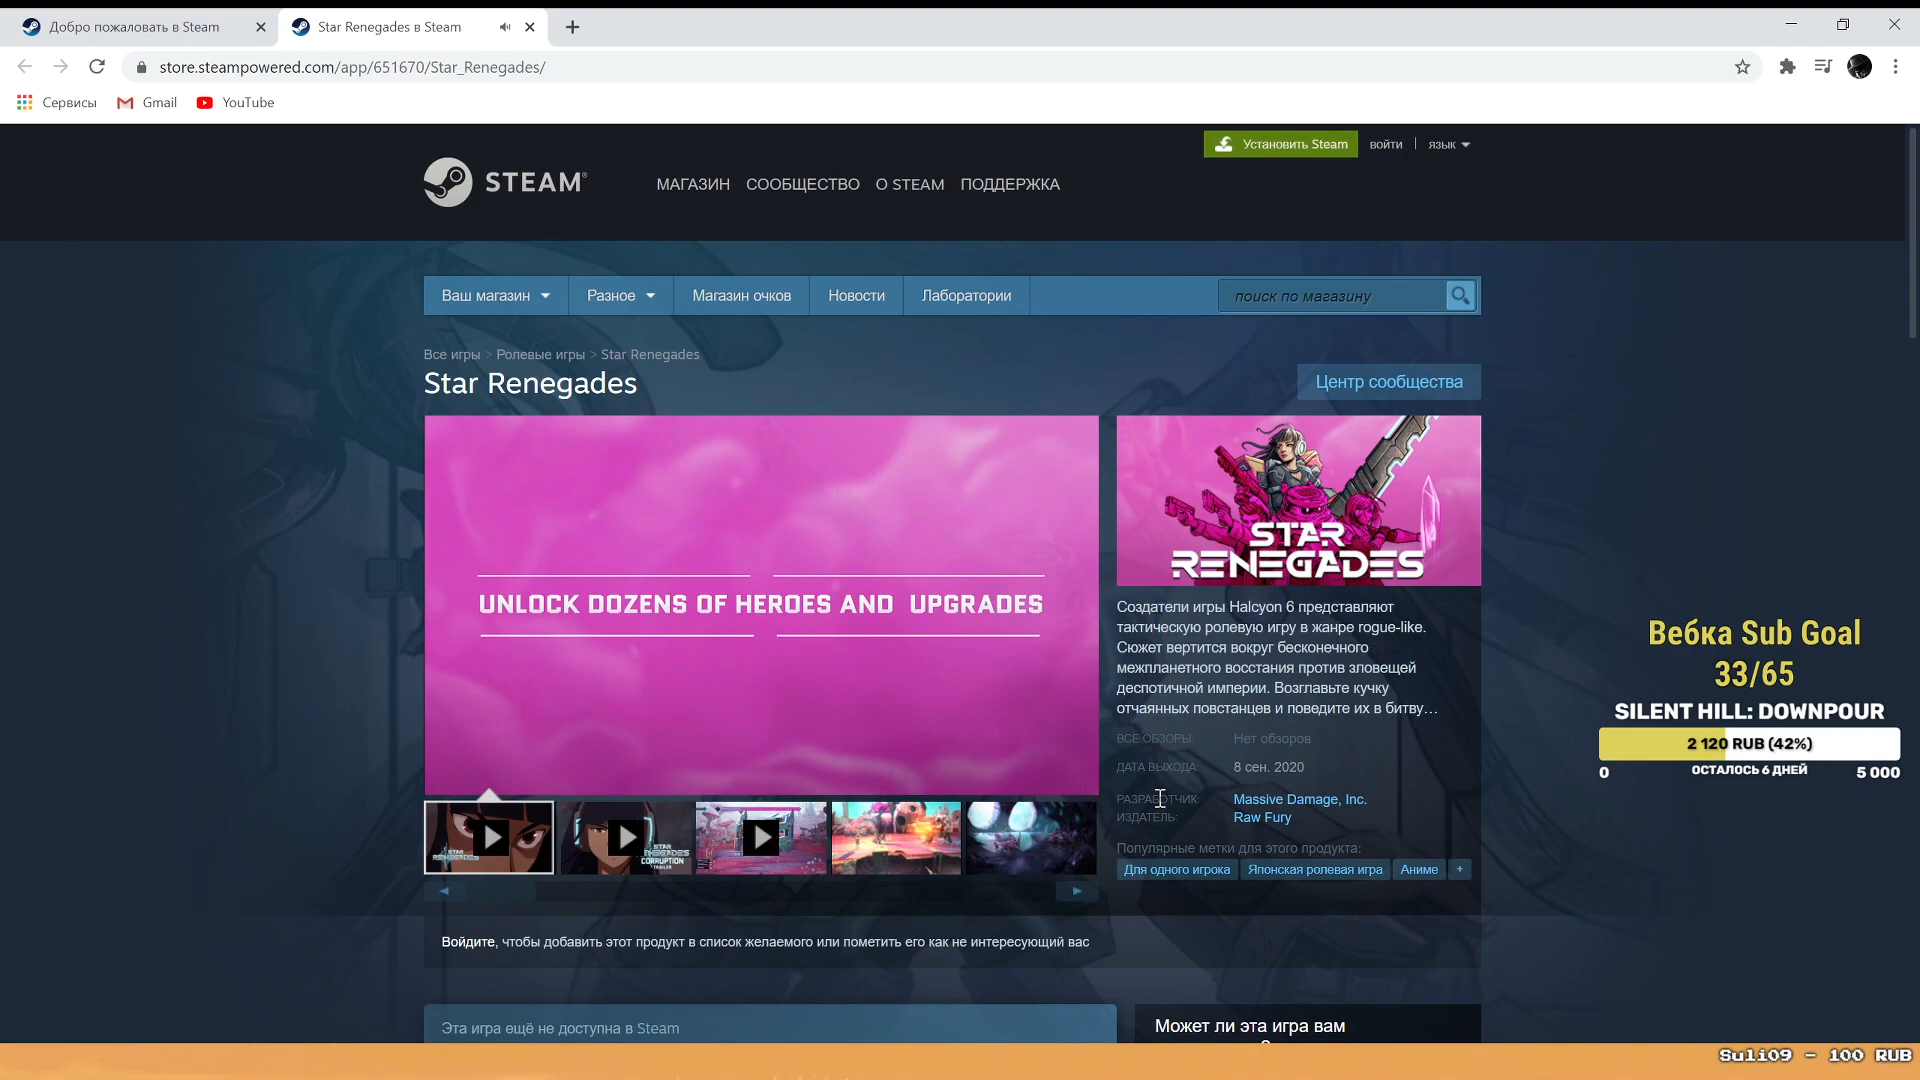 Добро пожаловать в Steam
Star Renegades в Steam
store.steampowered.com/app/651670/Star_Renegades/
Сервисы
Gmail
YouTube
Установить Steam
войти
язык
STEAM®
МАГАЗИН
СООБЩЕСТВО
О STEAM
ПОДДЕРЖКА
Ваш магазин
Разное
Магазин очков
Новости
Лаборатории
поиск по магазину
Все игры > Ролевые игры > Star Renegades
Star Renegades
Центр сообщества
UNLOCK DOZENS OF HEROES AND UPGRADES
STAR
RENEGADES
Создатели игры Halcyon 6 представляют
тактическую ролевую игру в жанре rogue-like.
Сюжет вертится вокруг бесконечного
межпланетного восстания против зловещей
деспотичной империи. Возглавьте кучку
отчаянных повстанцев и поведите их в битву…
ВСЕ ОБЗОРЫ: Нет обзоров
ДАТА ВЫХОДА: 8 сен. 2020
РАЗРАБОТЧИК: Massive Damage, Inc.
ИЗДАТЕЛЬ: Raw Fury
Популярные метки для этого продукта:
Для одного игрока
Японская ролевая игра
Аниме
+
STAR
RENEGADES
CORRUPTION
Войдите, чтобы добавить этот продукт в список желаемого или пометить его как не интересующий вас
Эта игра ещё не доступна в Steam
Может ли эта игра вам
Вебка Sub Goal
33/65
SILENT HILL: DOWNPOUR
2 120 RUB (42%)
0
ОСТАЛОСЬ 6 ДНЕЙ
5 000
Suli09 - 100 RUB